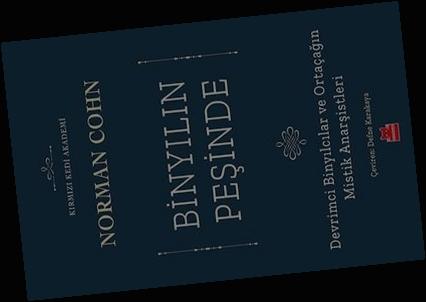 KIRMIZI KEDİ AKADEMİ
NORMAN COHN
BİNYILIN
PEŞİNDE
Devrimci Binyılcılar ve Ortaçağın
Mistik Anarşistleri
Çeviren: Defne Karakaya